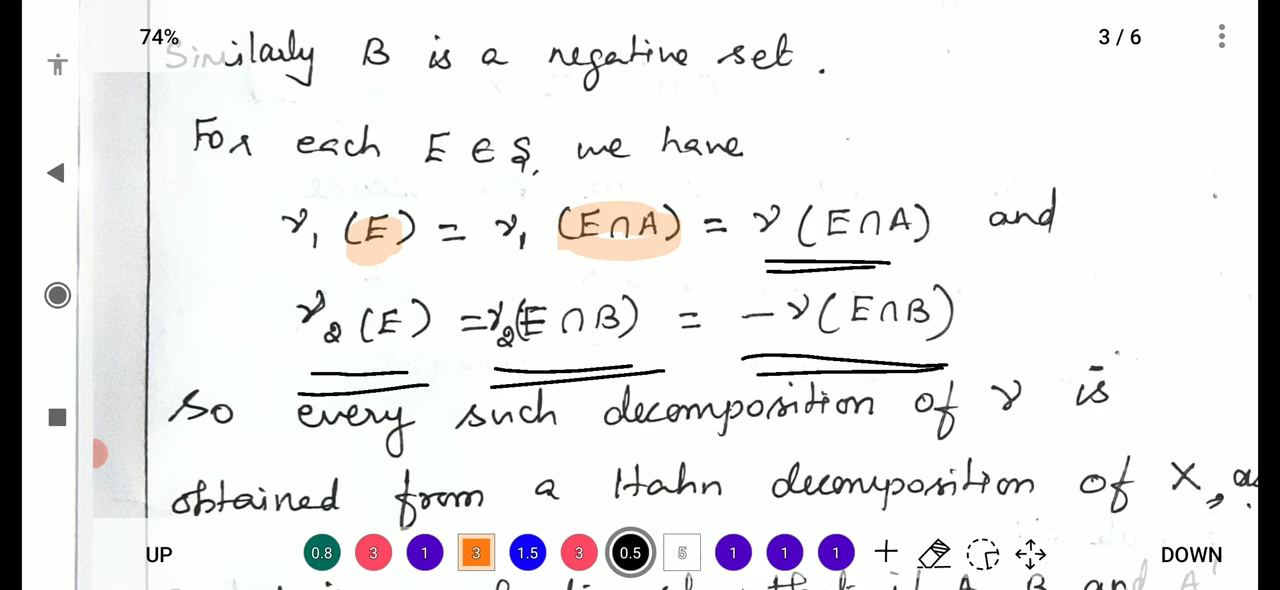 74%
3 / 6
Similarly B is a negative set.
For each E ∈ S, we have
ν₁ (E) = ν₁ (E∩A) = ν (E∩A) and
ν₂ (E) = ν₂(E∩B) = −ν(E∩B)
So every such decomposition of ν is
obtained from a Hahn decomposition of X,
UP
0.8 3 1 3 1.5 3 0.5 5 1 1 1
DOWN
A, B and A'